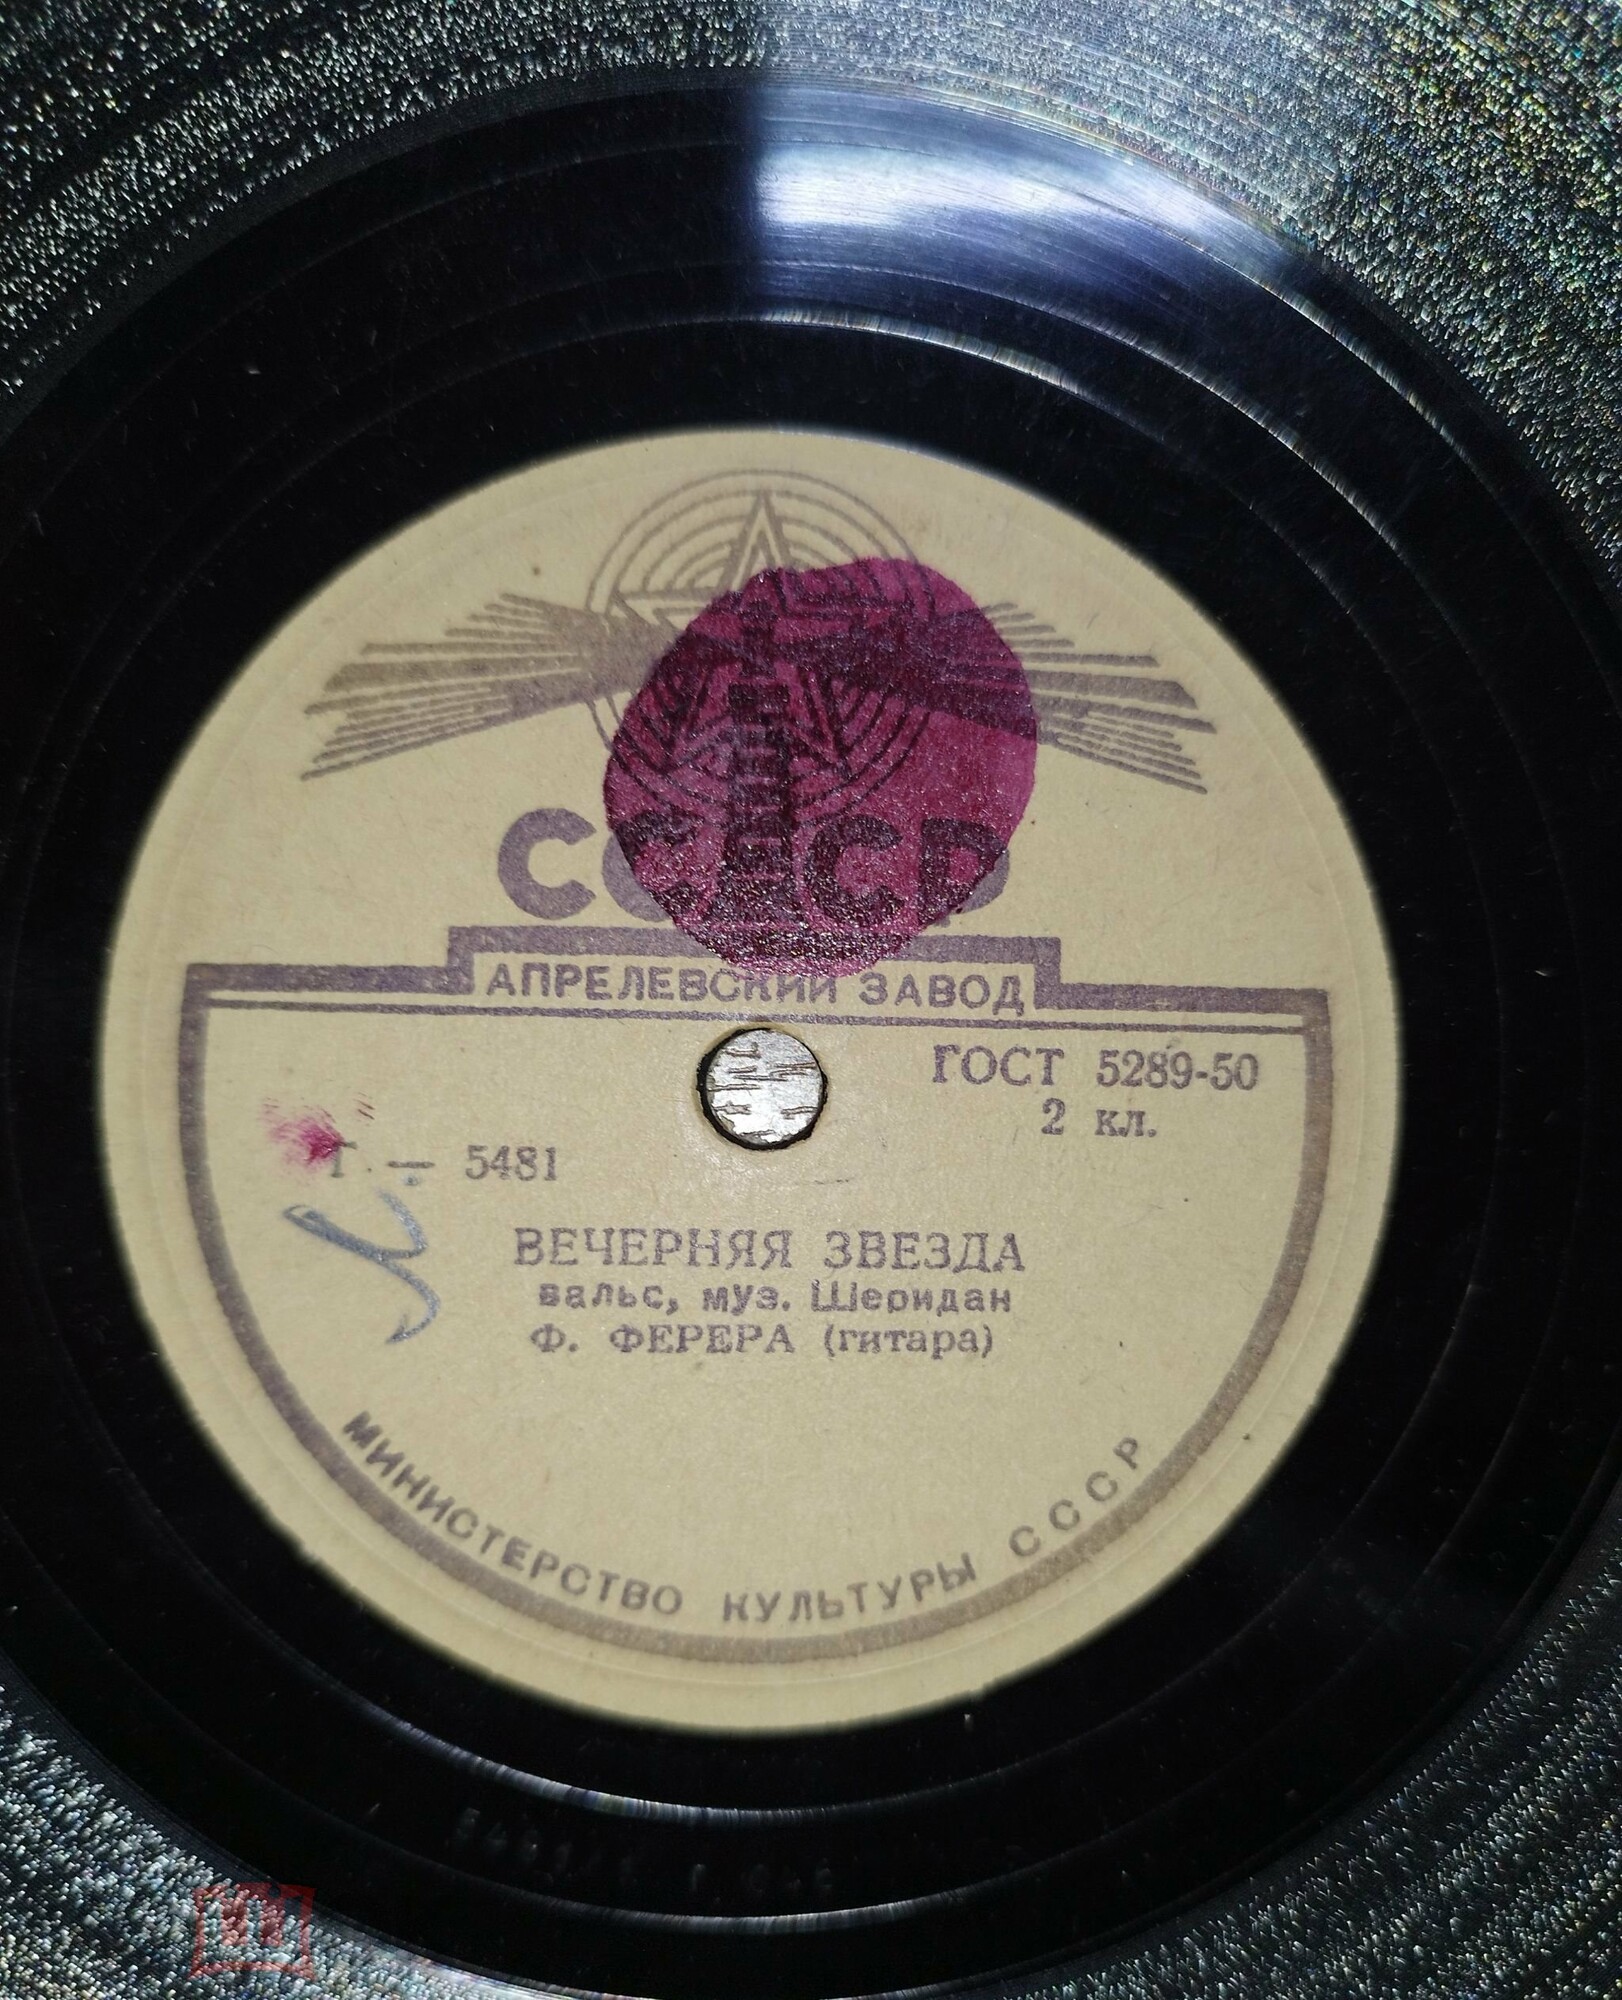 СССР
АПРЕЛЕВСКИЙ ЗАВОД
ГОСТ 5289-50
2 кл.
Г — 5481
ВЕЧЕРНЯЯ ЗВЕЗДА
вальс, муз. Шеридан
Ф. ФЕРЕРА (гитара)
МИНИСТЕРСТВО КУЛЬТУРЫ СССР